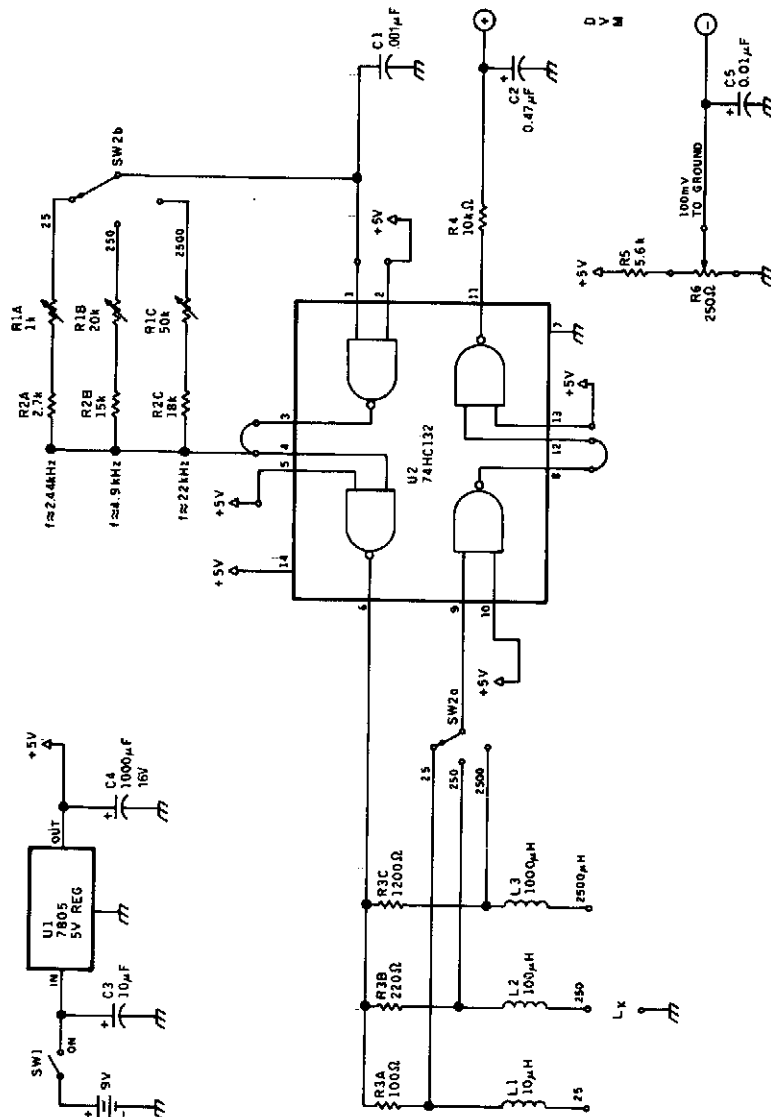 SW1
ON
9V
+
-
+
C3
10µF
IN
U1
7805
5V REG
OUT
+
C4
1000µF
16V
+5V
f≈2.44kHz
f≈4.9kHz
f≈22kHz
R2A
2.7k
R1A
1k
25
R2B
15k
R1B
20k
250
R2C
18k
R1C
50k
2500
SW2b
C1
.001µF
+5V
+5V
14
5
4
3
1
2
+5V
U2
74HC132
6
9
10
8
12
13
7
11
+5V
+5V
R4
10kΩ
+
C2
0.47µF
+
DVM
-
+5V
R5
5.6k
R6
250Ω
100mV
TO GROUND
+
C5
0.01µF
SW2a
25
250
2500
R3A
100Ω
R3B
220Ω
R3C
1200Ω
L1
10µH
L2
100µH
L3
1000µH
25
250
2500µH
Lx